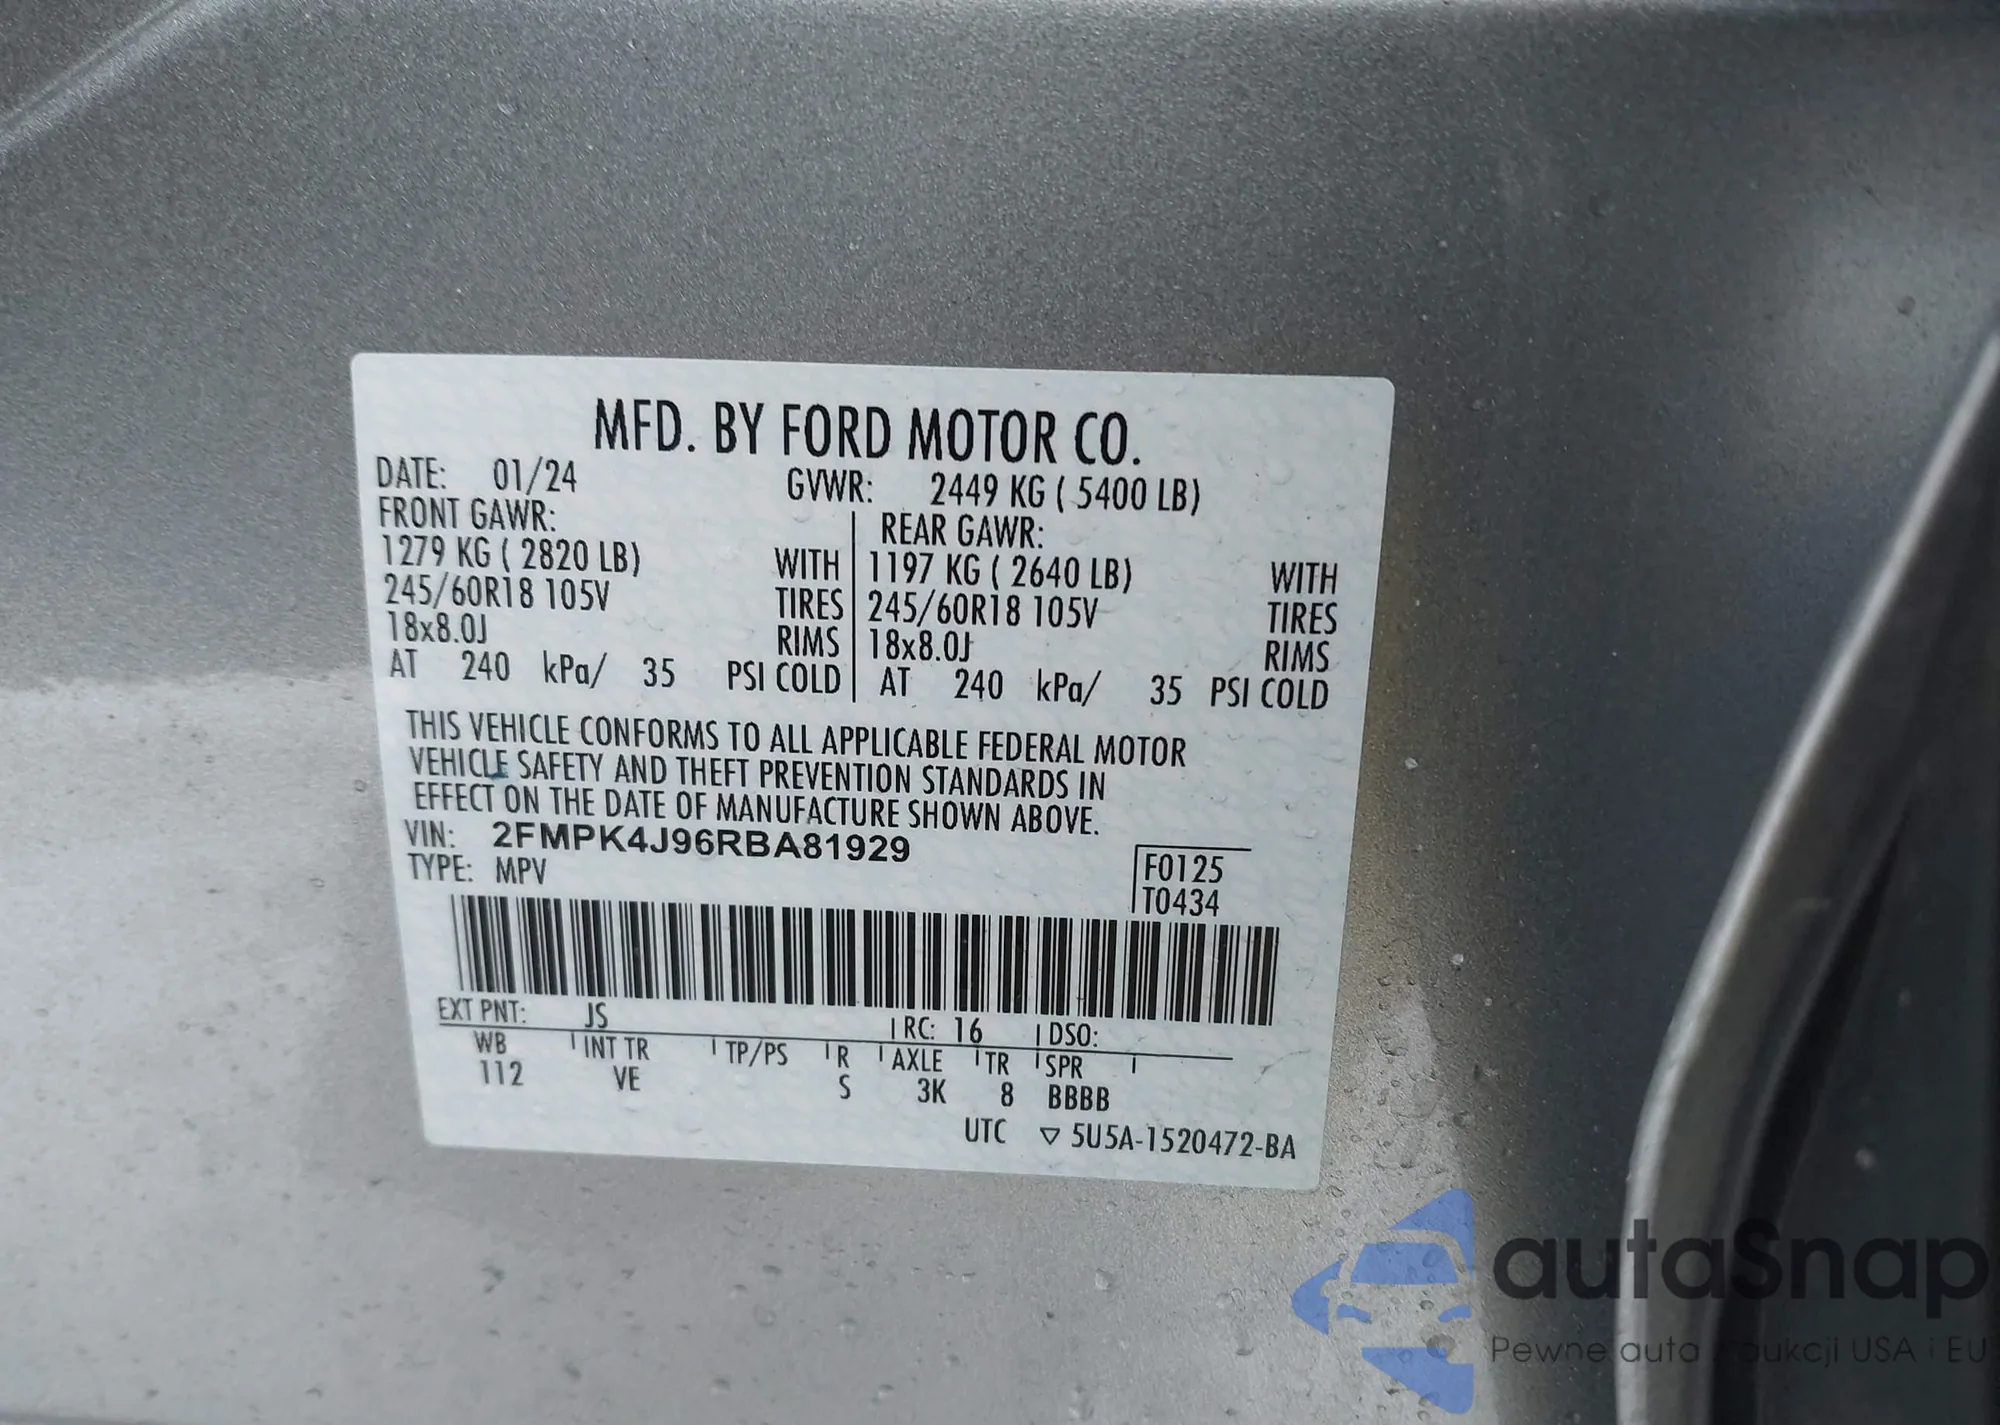 MFD. BY FORD MOTOR CO.
DATE: 01/24 GVWR: 2449 KG ( 5400 LB)
FRONT GAWR: REAR GAWR:
1279 KG ( 2820 LB) WITH 1197 KG ( 2640 LB) WITH
245/60R18 105V TIRES 245/60R18 105V TIRES
18x8.0J RIMS 18x8.0J RIMS
AT 240 kPa/ 35 PSI COLD AT 240 kPa/ 35 PSI COLD
THIS VEHICLE CONFORMS TO ALL APPLICABLE FEDERAL MOTOR
VEHICLE SAFETY AND THEFT PREVENTION STANDARDS IN
EFFECT ON THE DATE OF MANUFACTURE SHOWN ABOVE.
VIN: 2FMPK4J96RBA81929
TYPE: MPV
F0125
T0434
EXT PNT: JS RC: 16 DSO:
WB INT TR TP/PS R AXLE TR SPR
112 VE S 3K 8 BBBB
UTC ▽ 5U5A-1520472-BA
autaSnap
Pewne auta z aukcji USA i EU